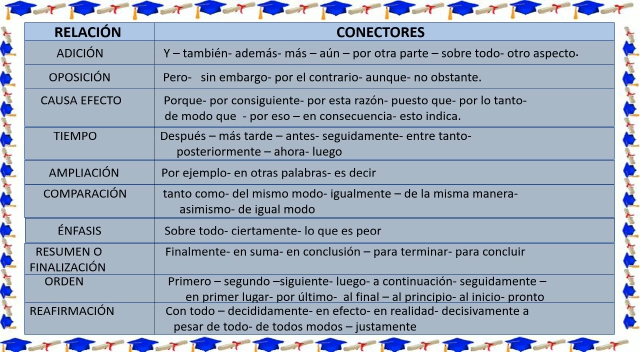 RELACIÓN CONECTORES
ADICIÓN Y – también- además- más – aún – por otra parte – sobre todo- otro aspecto.
OPOSICIÓN Pero- sin embargo- por el contrario- aunque- no obstante.
CAUSA EFECTO Porque- por consiguiente- por esta razón- puesto que- por lo tanto-
de modo que - por eso – en consecuencia- esto indica.
TIEMPO Después – más tarde – antes- seguidamente- entre tanto-
posteriormente – ahora- luego
AMPLIACIÓN Por ejemplo- en otras palabras- es decir
COMPARACIÓN tanto como- del mismo modo- igualmente – de la misma manera-
asimismo- de igual modo
ÉNFASIS Sobre todo- ciertamente- lo que es peor
RESUMEN O Finalmente- en suma- en conclusión – para terminar- para concluir
FINALIZACIÓN
ORDEN Primero – segundo –siguiente- luego- a continuación- seguidamente –
en primer lugar- por último- al final – al principio- al inicio- pronto
REAFIRMACIÓN Con todo – decididamente- en efecto- en realidad- decisivamente a
pesar de todo- de todos modos – justamente